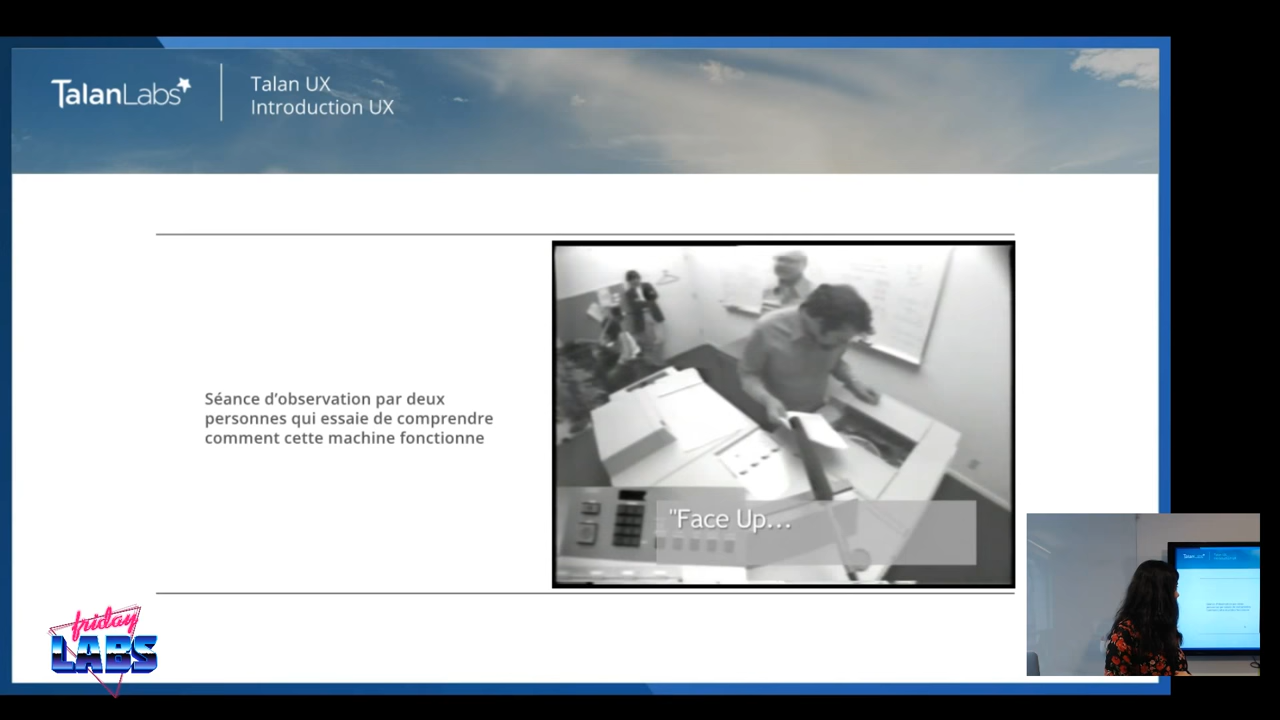 TalanLabs
Talan UX
Introduction UX
Séance d'observation par deux
personnes qui essaie de comprendre
comment cette machine fonctionne
"Face Up...
friday
LABS